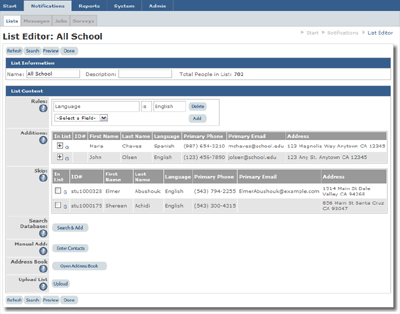 Start Notifications Reports System Admin
Lists Messages Jobs Surveys
List Editor: All School
Start Notifications List Editor
Refresh Search Preview Done
List Information
Name: All School Description: Total People in List: 702
List Content
Rules: Language is English Delete
-Select a Field- Add
Additions: In List ID# First Name Last Name Language Primary Phone Primary Email Address
Maria Chavez Spanish (987) 654-3210 mchavez@school.edu 123 Magnolia Way Anytown CA 12345
John Olsen English (123) 456-7890 jolsen@school.edu 123 Any St. Anytown CA 12345
Skip: In List ID# First Name Last Name Language Primary Phone Primary Email Address
stu1000323 Elmer Abushouk English (543) 794-2255 ElmerAbushouk@example.com Main St Dale Valley CA
stu1000173 Shereen Achidi English (543) 200-4315 Main St Santa Cruz CA
Search Database: Search & Add
Manual Add: Enter Contacts
Address Book Open Address Book
Upload List Upload
Refresh Search Preview Done